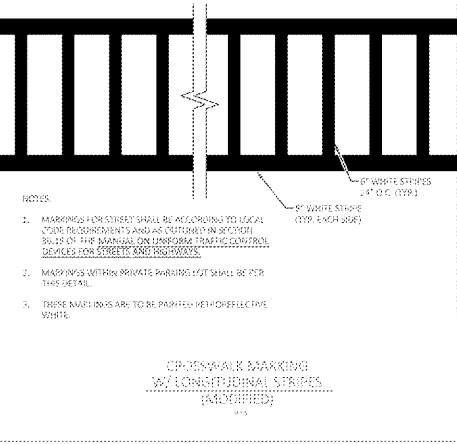 6" WHITE STRIPES
24" O.C. (TYP.)
8" WHITE STRIPE
(TYP. EACH SIDE)
NOTES:
1. MARKINGS FOR STREET SHALL BE ACCORDING TO LOCAL
CODE REQUIREMENTS AND AS OUTLINED IN SECTION
3B.18 OF THE MANUAL ON UNIFORM TRAFFIC CONTROL
DEVICES FOR STREETS AND HIGHWAYS.
2. MARKINGS WITHIN PRIVATE PARKING LOT SHALL BE PER
THIS DETAIL.
3. THESE MARKINGS ARE TO BE PAINTED RETROREFLECTIVE
WHITE.
CROSSWALK MARKING
W/ LONGITUDINAL STRIPES
(MODIFIED)